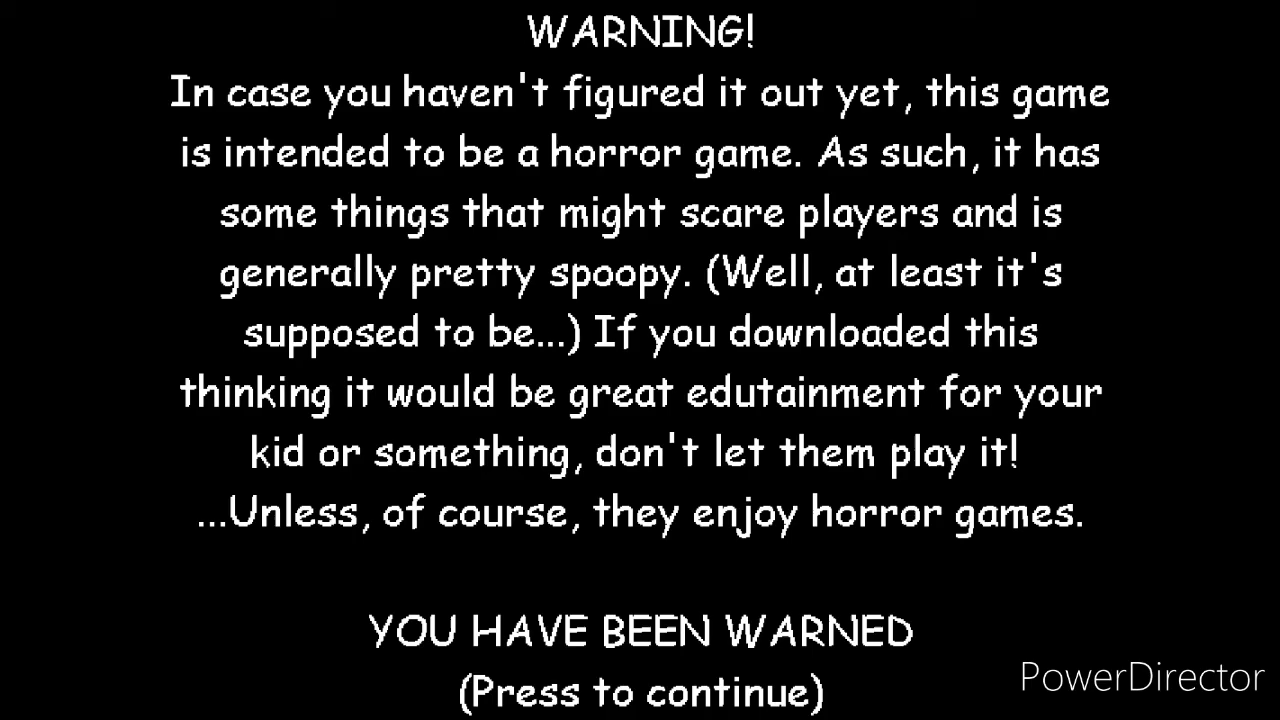 WARNING!
In case you haven't figured it out yet, this game
is intended to be a horror game. As such, it has
some things that might scare players and is
generally pretty spoopy. (Well, at least it's
supposed to be...) If you downloaded this
thinking it would be great edutainment for your
kid or something, don't let them play it!
...Unless, of course, they enjoy horror games.
YOU HAVE BEEN WARNED
(Press to continue)
PowerDirector